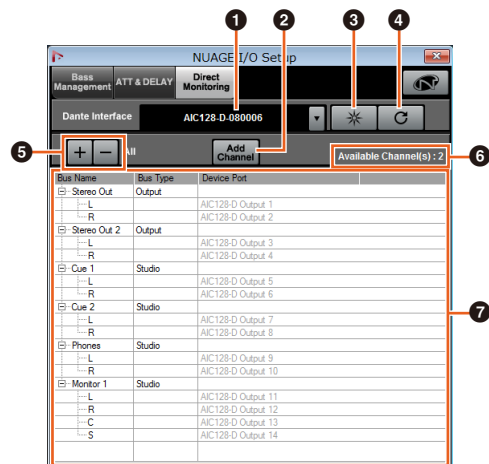 1 2 3 4
NUAGE I/O Setup
Bass Management ATT & DELAY Direct Monitoring
Dante Interface AIC128-D-080006
5 + − All Add Channel Available Channel(s) : 2 6
Bus Name Bus Type Device Port
Stereo Out Output
L AIC128-D Output 1
R AIC128-D Output 2
Stereo Out 2 Output
L AIC128-D Output 3
R AIC128-D Output 4
Cue 1 Studio
L AIC128-D Output 5
R AIC128-D Output 6
Cue 2 Studio
L AIC128-D Output 7
R AIC128-D Output 8
7
Phones Studio
L AIC128-D Output 9
R AIC128-D Output 10
Monitor 1 Studio
L AIC128-D Output 11
R AIC128-D Output 12
C AIC128-D Output 13
S AIC128-D Output 14